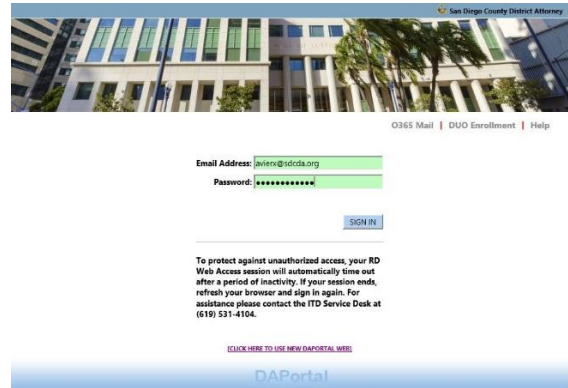 San Diego County District Attorney
O365 Mail | DUO Enrollment | Help
Email Address: avierx@sdcda.org
Password: ●●●●●●●●●●●●
SIGN IN
To protect against unauthorized access, your RD
Web Access session will automatically time out
after a period of inactivity. If your session ends,
refresh your browser and sign in again. For
assistance please contact the ITD Service Desk at
(619) 531-4104.
[CLICK HERE TO USE NEW DAPORTAL WEB]
DAPortal